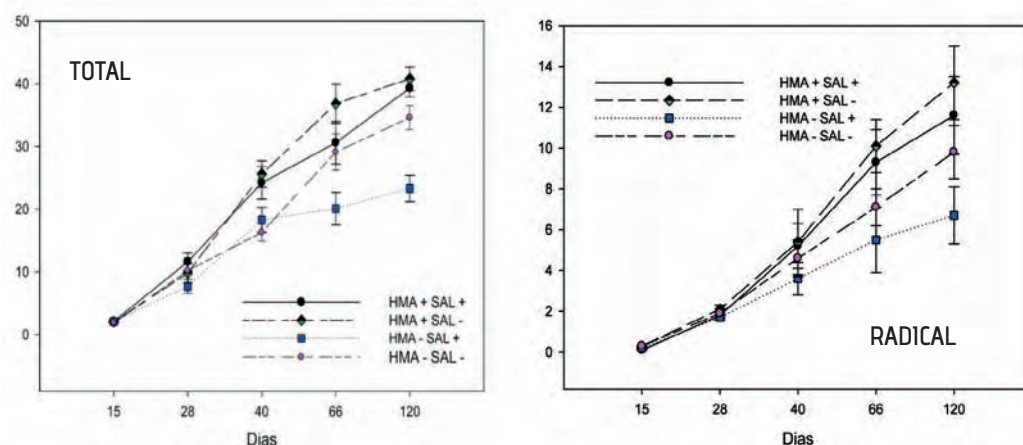 50
40
30
20
10
0
TOTAL
HMA + SAL +
HMA + SAL -
HMA - SAL +
HMA - SAL -
15 28 40 66 120
Dias
16
14
12
10
8
6
4
2
0
HMA + SAL +
HMA + SAL -
HMA - SAL +
HMA - SAL -
RADICAL
15 28 40 66 120
Dias